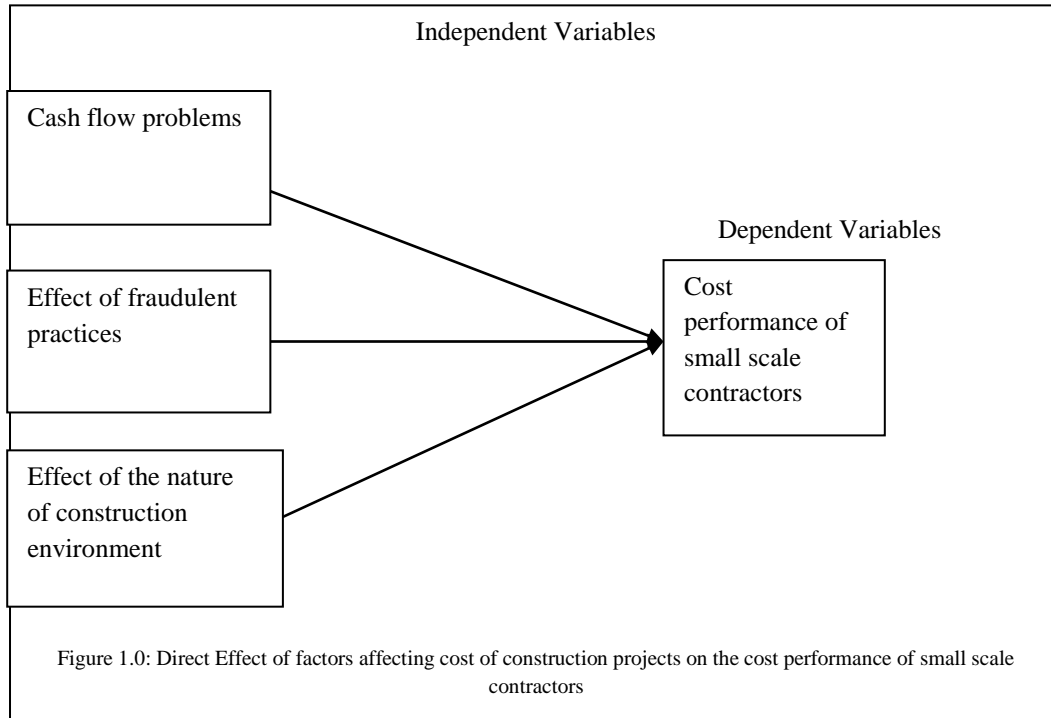 Independent Variables
Cash flow problems
Effect of fraudulent
practices
Effect of the nature
of construction
environment
Dependent Variables
Cost
performance of
small scale
contractors
Figure 1.0: Direct Effect of factors affecting cost of construction projects on the cost performance of small scale
contractors